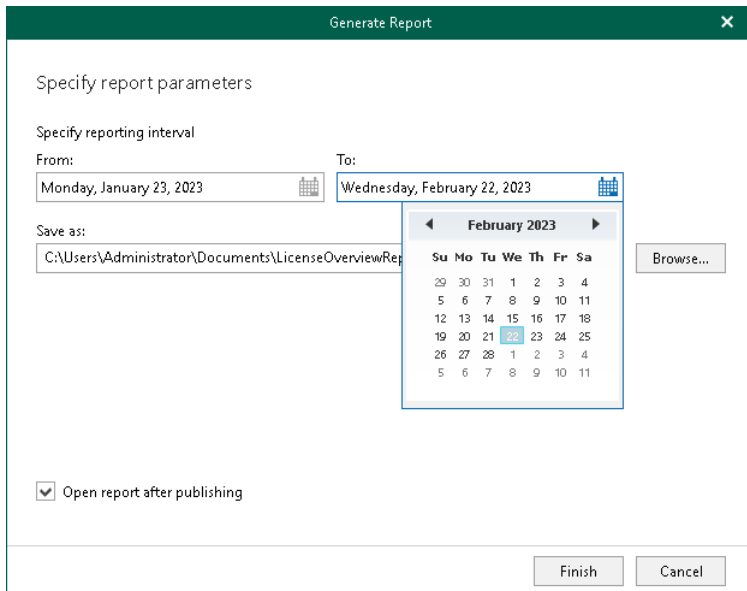 Generate Report
Specify report parameters
Specify reporting interval
From: To:
Monday, January 23, 2023 Wednesday, February 22, 2023
Save as:
C:\Users\Administrator\Documents\LicenseOverviewRep Browse...
February 2023
Su Mo Tu We Th Fr Sa
29 30 31 1 2 3 4
5 6 7 8 9 10 11
12 13 14 15 16 17 18
19 20 21 22 23 24 25
26 27 28 1 2 3 4
5 6 7 8 9 10 11
Open report after publishing
Finish Cancel